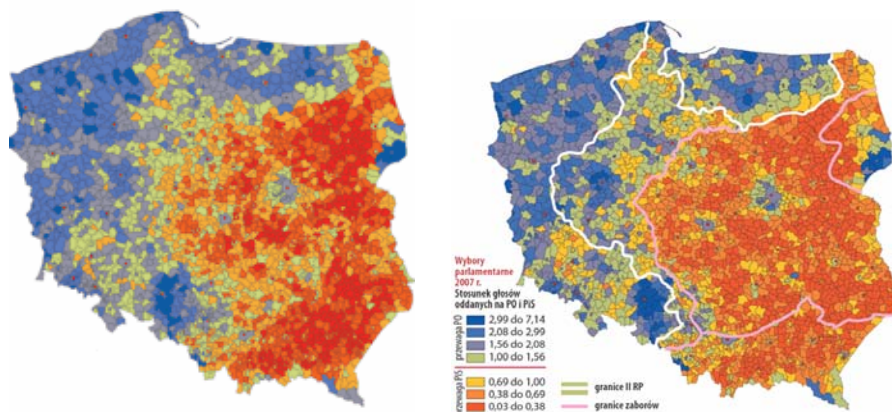 Wybory
parlamentarne
2007 r.
Stosunek głosów
oddanych na PO i PiS
przewaga PO
2,99 do 7,14
2,08 do 2,99
1,56 do 2,08
1,00 do 1,56
przewaga PiS
0,69 do 1,00
0,38 do 0,69
0,03 do 0,38
granice II RP
granice zaborów